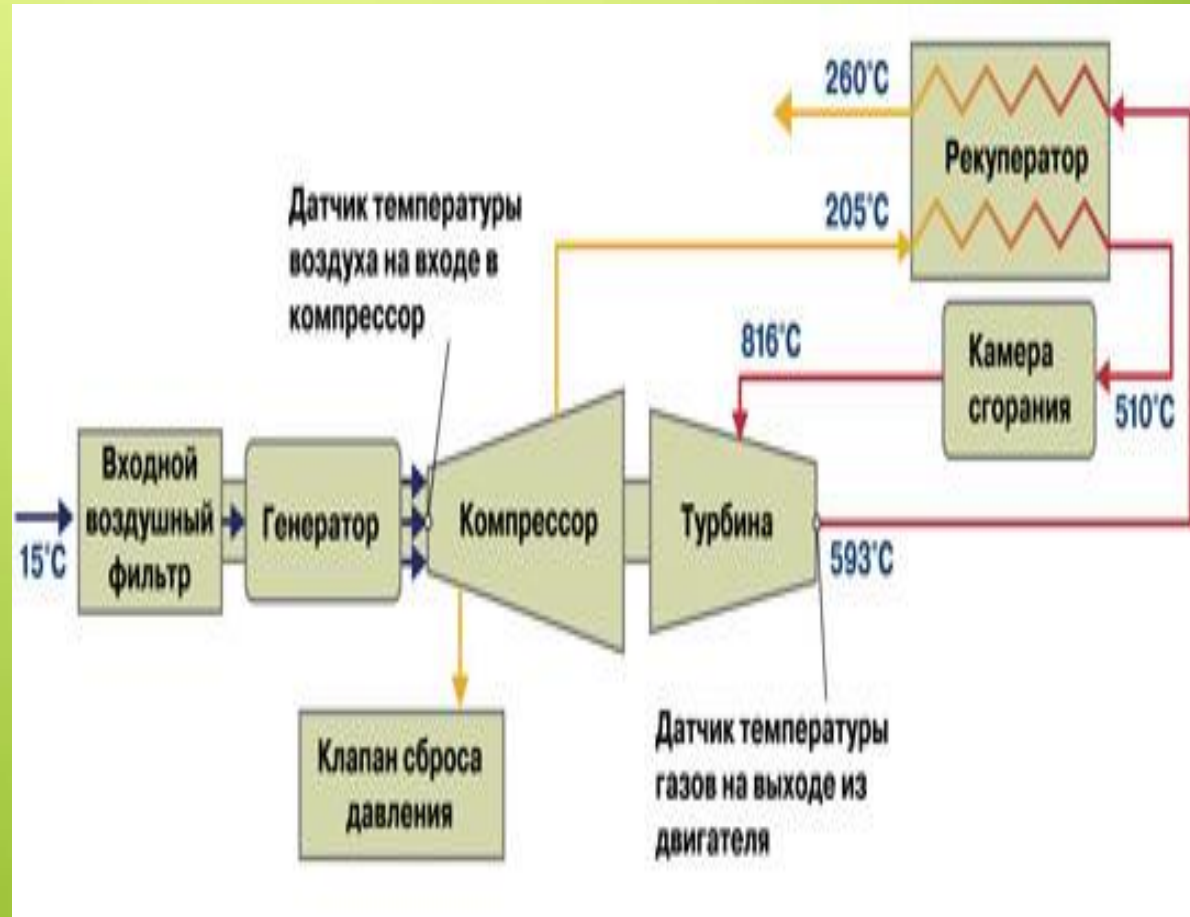 260°C
Рекуператор
205°C
Датчик температуры
воздуха на входе в
компрессор
816°C
Камера
сгорания
510°C
Входной
воздушный
фильтр
15°C
Генератор
Компрессор
Турбина
593°C
Клапан сброса
давления
Датчик температуры
газов на выходе из
двигателя